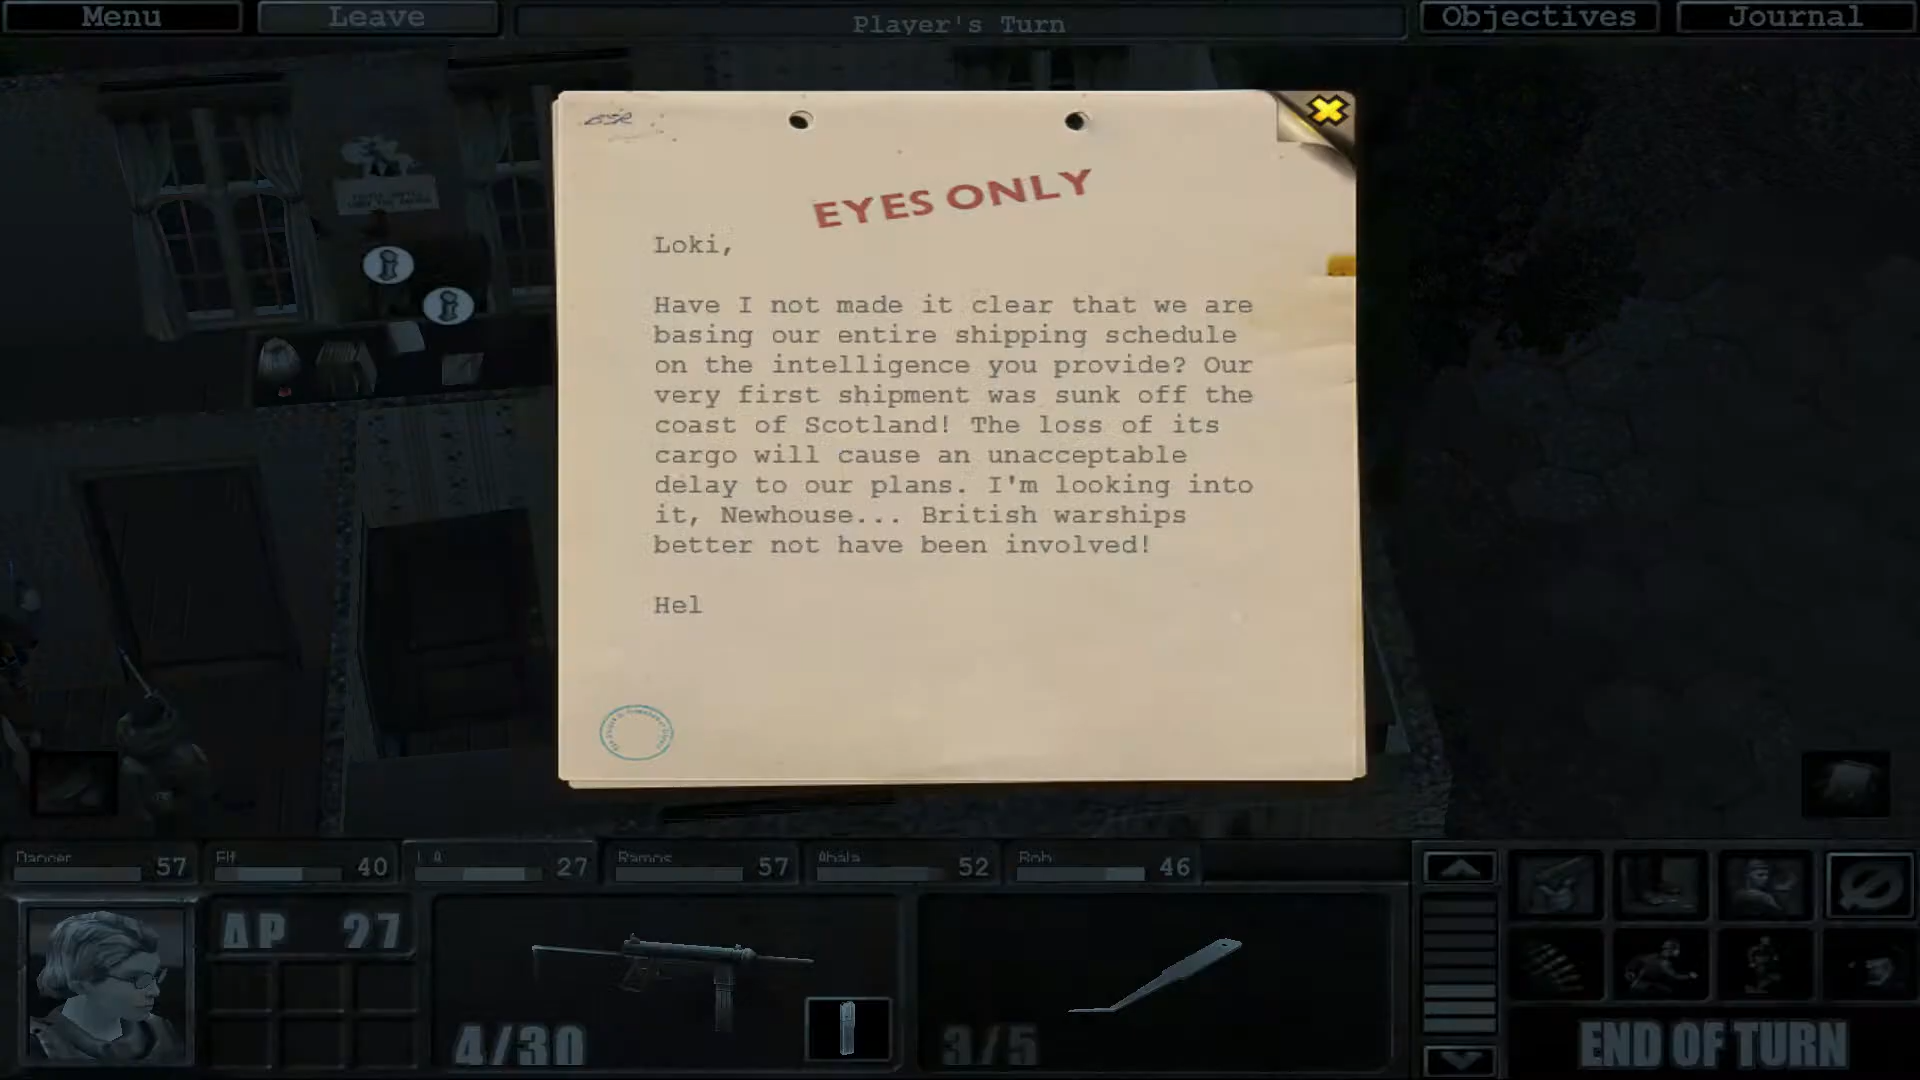 Menu
Leave
Player's Turn
Objectives
Journal
EYES ONLY
Loki,
Have I not made it clear that we are
basing our entire shipping schedule
on the intelligence you provide? Our
very first shipment was sunk off the
coast of Scotland! The loss of its
cargo will cause an unacceptable
delay to our plans. I'm looking into
it, Newhouse... British warships
better not have been involved!
Hel
Dancer 57
Elf 40
L.A. 27
Ramos 57
Abala 52
Bob 46
AP 27
4/30
3/5
END OF TURN